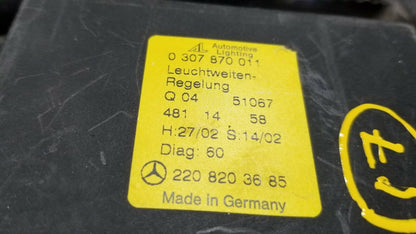 Automotive
Lighting
0 307 870 011
Leuchtweiten-
Regelung
Q 04 51067
481 14 . 58
H:27/02 S:14/02
Diag: 60
220 820 36 85
Made in Germany